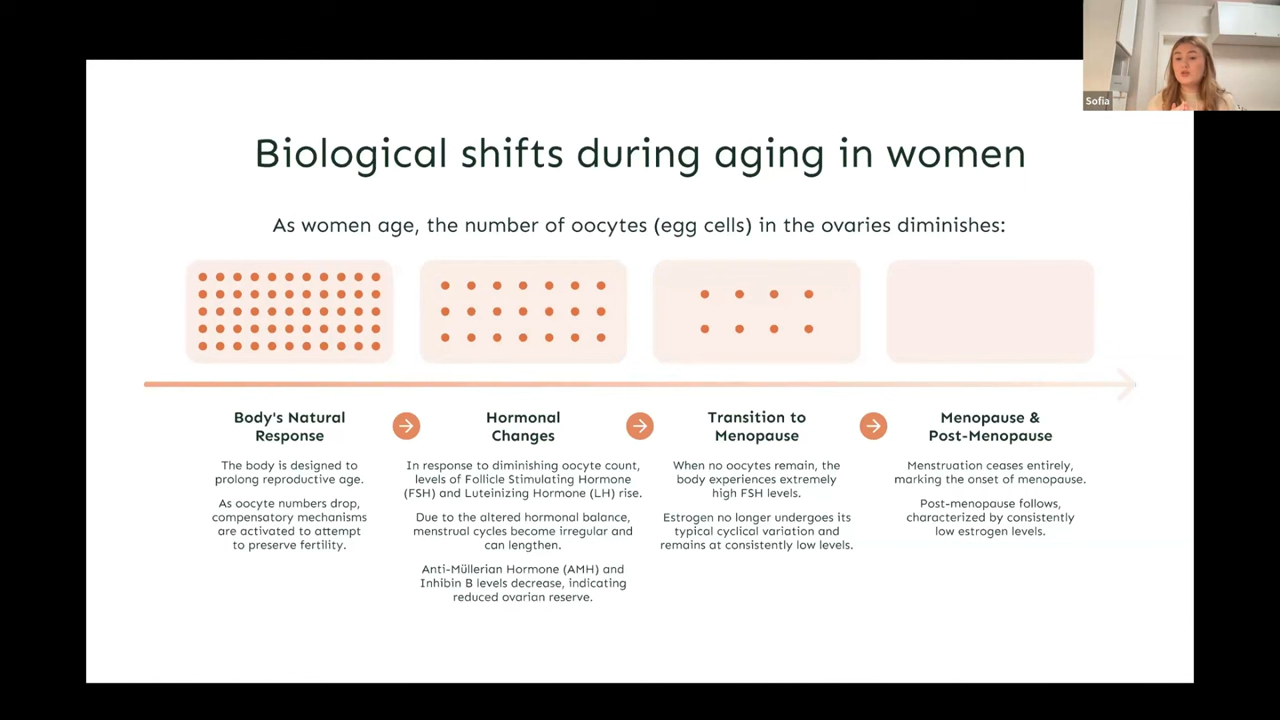 Sofia
Biological shifts during aging in women
As women age, the number of oocytes (egg cells) in the ovaries diminishes:
Body's Natural
Response
The body is designed to
prolong reproductive age.
As oocyte numbers drop,
compensatory mechanisms
are activated to attempt
to preserve fertility.
Hormonal
Changes
In response to diminishing oocyte count,
levels of Follicle Stimulating Hormone
(FSH) and Luteinizing Hormone (LH) rise.
Due to the altered hormonal balance,
menstrual cycles become irregular and
can lengthen.
Anti-Müllerian Hormone (AMH) and
Inhibin B levels decrease, indicating
reduced ovarian reserve.
Transition to
Menopause
When no oocytes remain, the
body experiences extremely
high FSH levels.
Estrogen no longer undergoes its
typical cyclical variation and
remains at consistently low levels.
Menopause &
Post-Menopause
Menstruation ceases entirely,
marking the onset of menopause.
Post-menopause follows,
characterized by consistently
low estrogen levels.